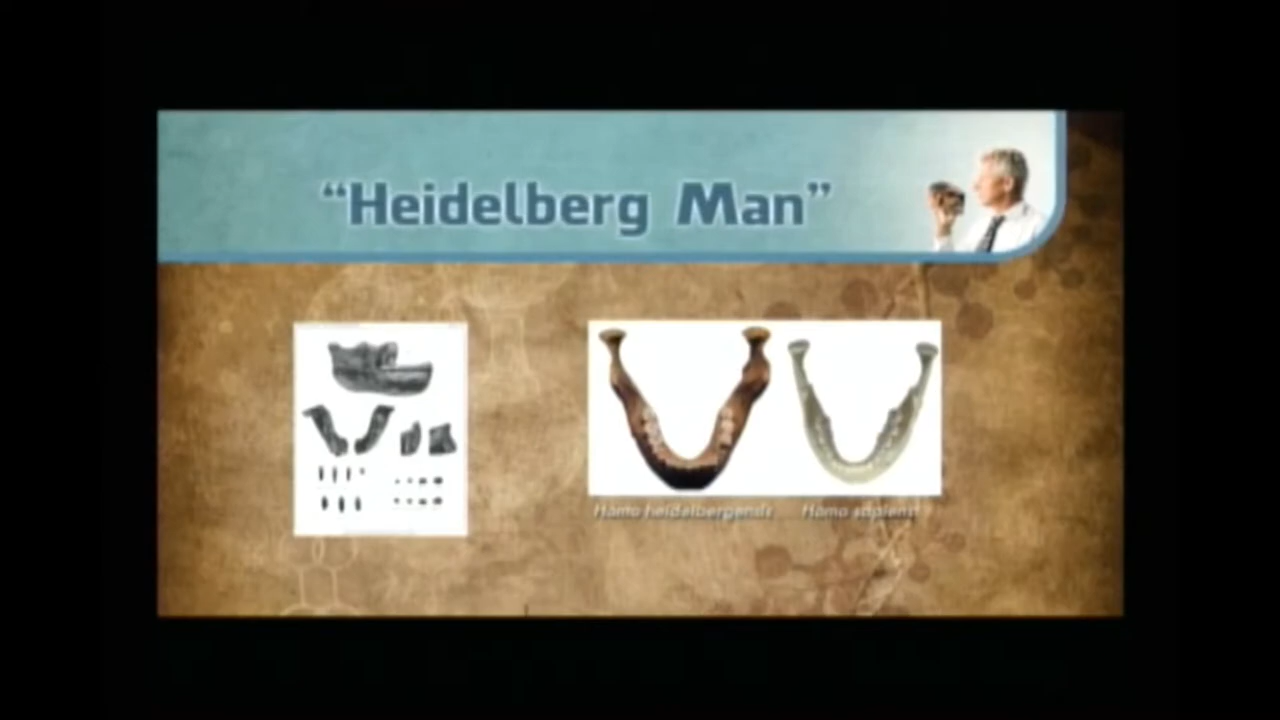 “Heidelberg Man”
Homo heidelbergensis
Homo sapiens